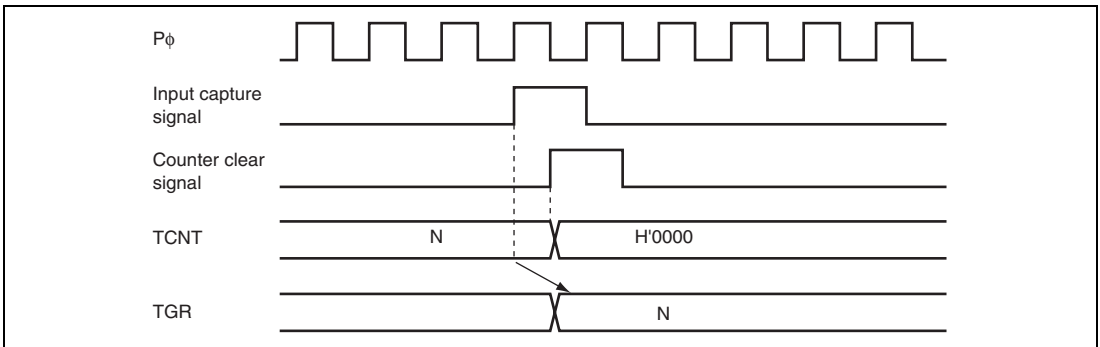 Pϕ
Input capture
signal
Counter clear
signal
TCNT
N
H'0000
TGR
N